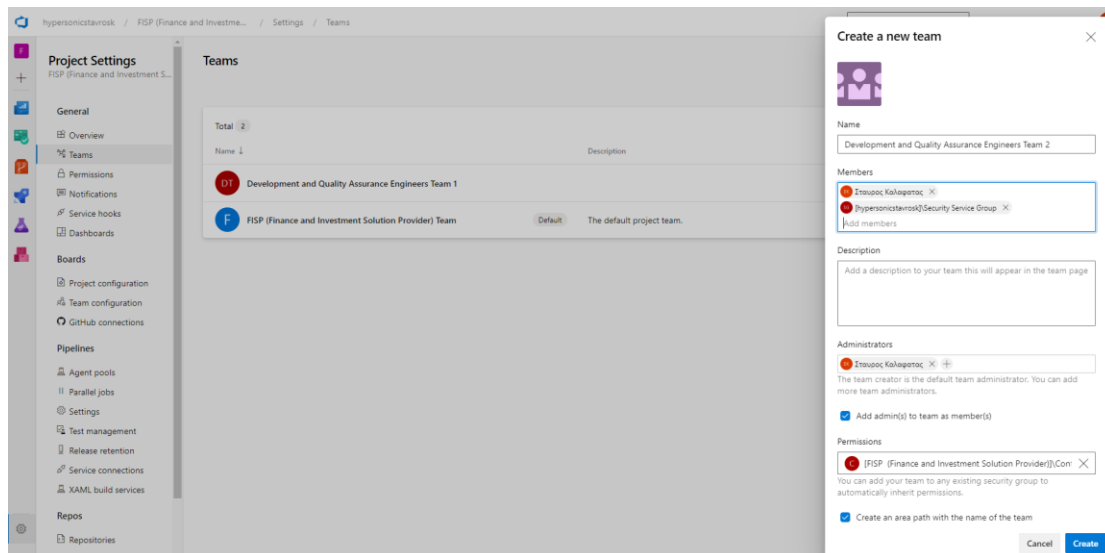 hypersonicstavrosk / FISP (Finance and Investme... / Settings / Teams
F
Project Settings
FISP (Finance and Investment S...
General
Overview
Teams
Permissions
Notifications
Service hooks
Dashboards
Boards
Project configuration
Team configuration
GitHub connections
Pipelines
Agent pools
Parallel jobs
Settings
Test management
Release retention
Service connections
XAML build services
Repos
Repositories
Teams
Total 2
Name ↓ Description
DT Development and Quality Assurance Engineers Team 1
F FISP (Finance and Investment Solution Provider) Team Default The default project team.
Create a new team
Name
Development and Quality Assurance Engineers Team 2
Members
Σταυρος Καλαφατας
[hypersonicstavrosk]\Security Service Group
Add members
Description
Add a description to your team this will appear in the team page
Administrators
Σταυρος Καλαφατας
The team creator is the default team administrator. You can add
more team administrators.
Add admin(s) to team as member(s)
Permissions
C [FISP (Finance and Investment Solution Provider)]\Con
You can add your team to any existing security group to
automatically inherit permissions.
Create an area path with the name of the team
Cancel Create